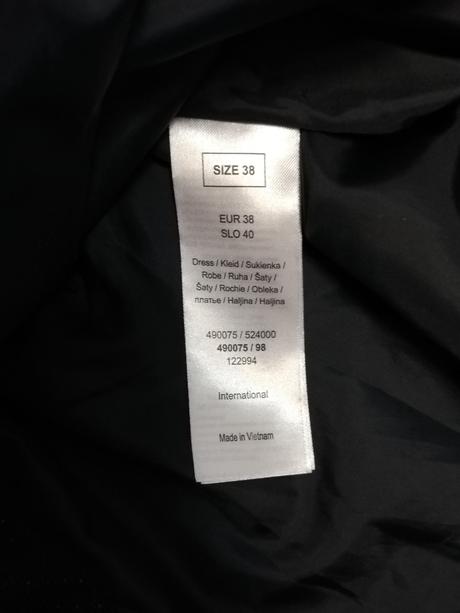 SIZE 38
EUR 38
SLO 40
Dress / Kleid / Sukienka /
Robe / Ruha / Šaty /
Šaty / Rochie / Obleka /
платье / Haljina / Haljina
490075 / 524000
490075 / 98
122994
International
Made in Vietnam